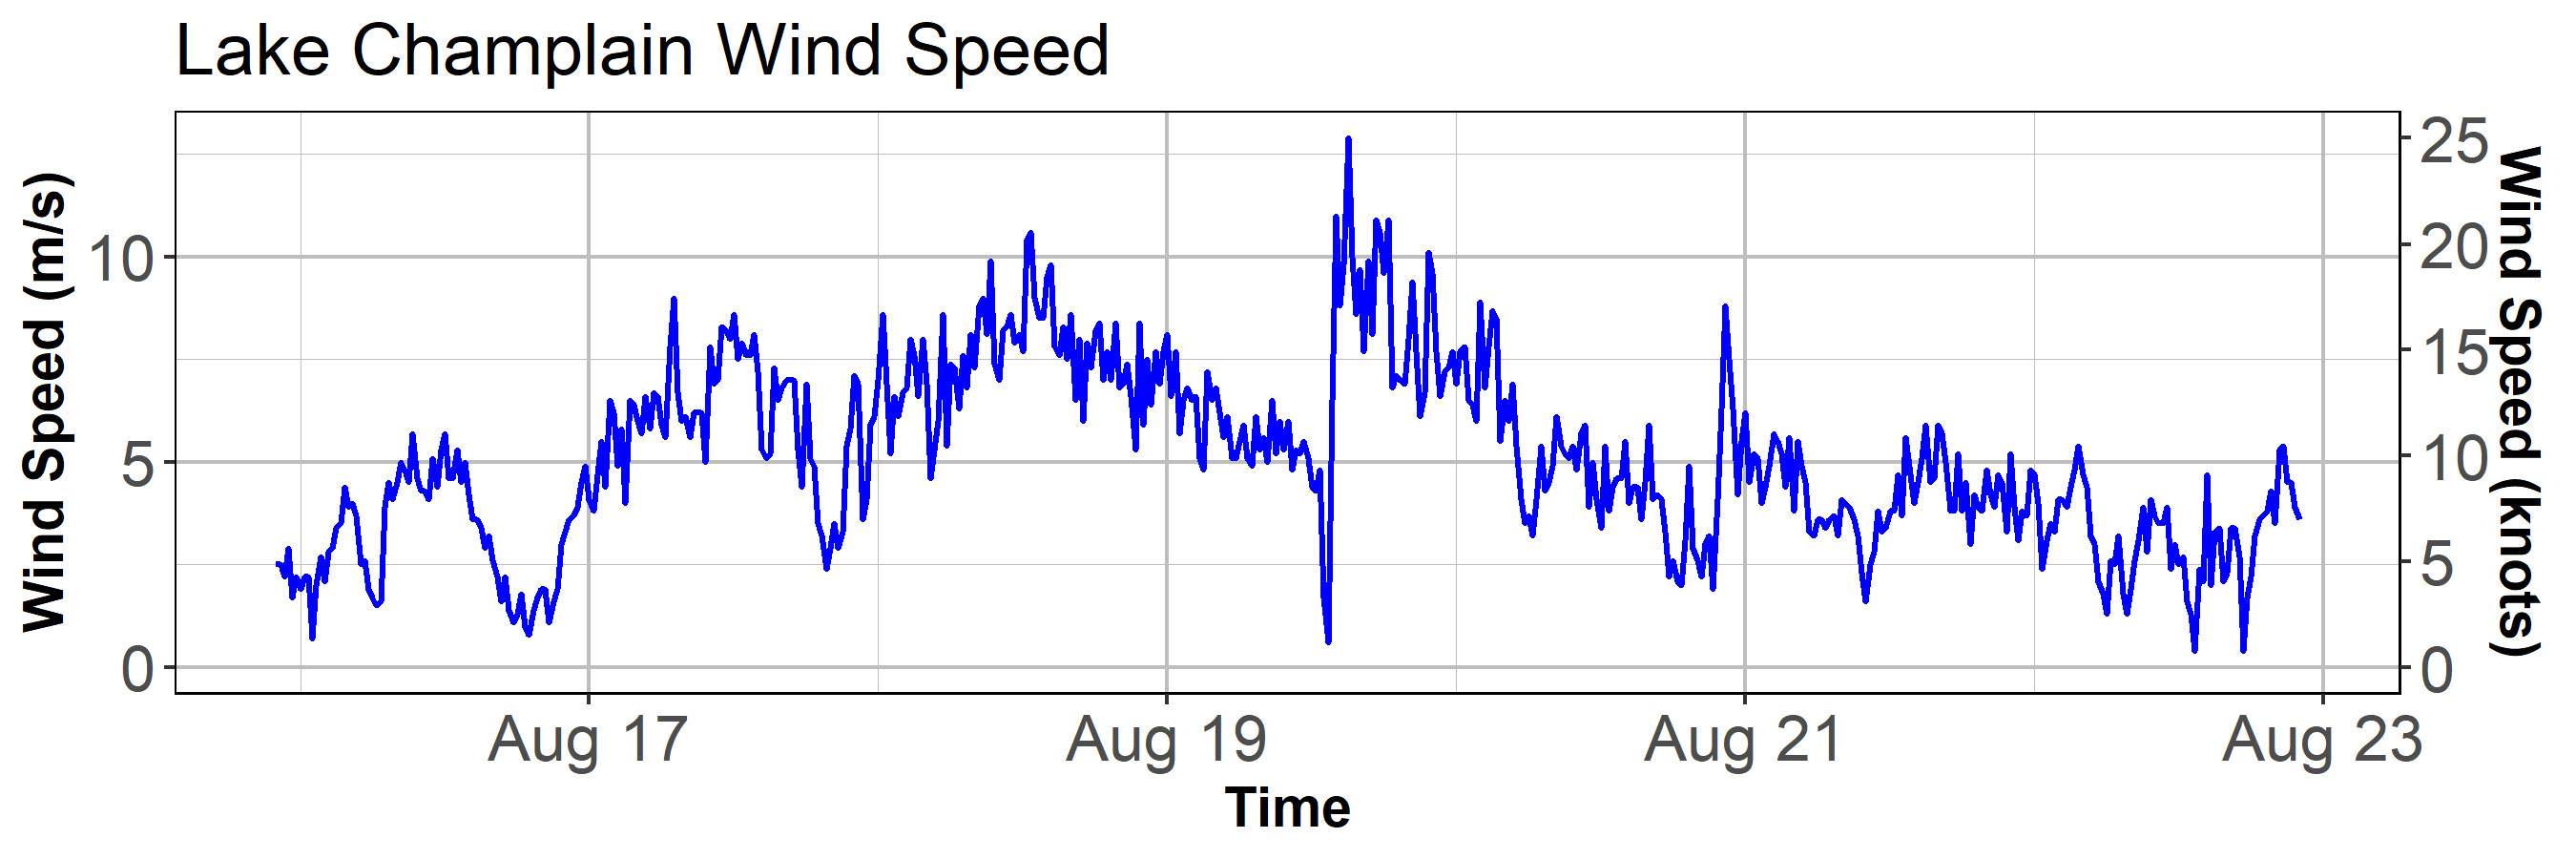 Lake Champlain Wind Speed
Wind Speed (m/s)
10
5
0
25
20
15
10
5
0
Wind Speed (knots)
Aug 17 Aug 19 Aug 21 Aug 23
Time